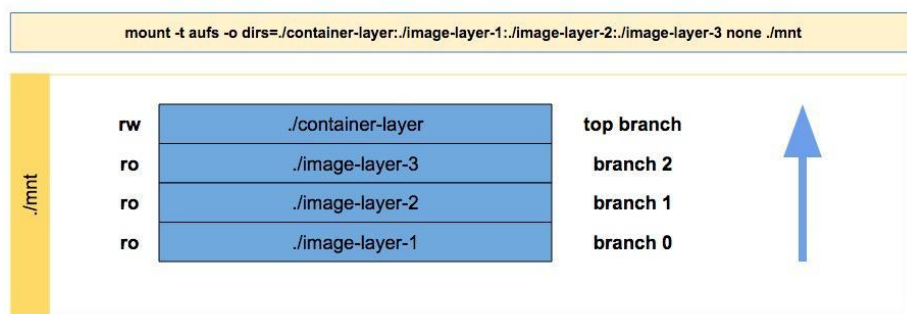 mount -t aufs -o dirs=./container-layer:./image-layer-1:./image-layer-2:./image-layer-3 none ./mnt
./mnt
rw ./container-layer top branch
ro ./image-layer-3 branch 2
ro ./image-layer-2 branch 1
ro ./image-layer-1 branch 0